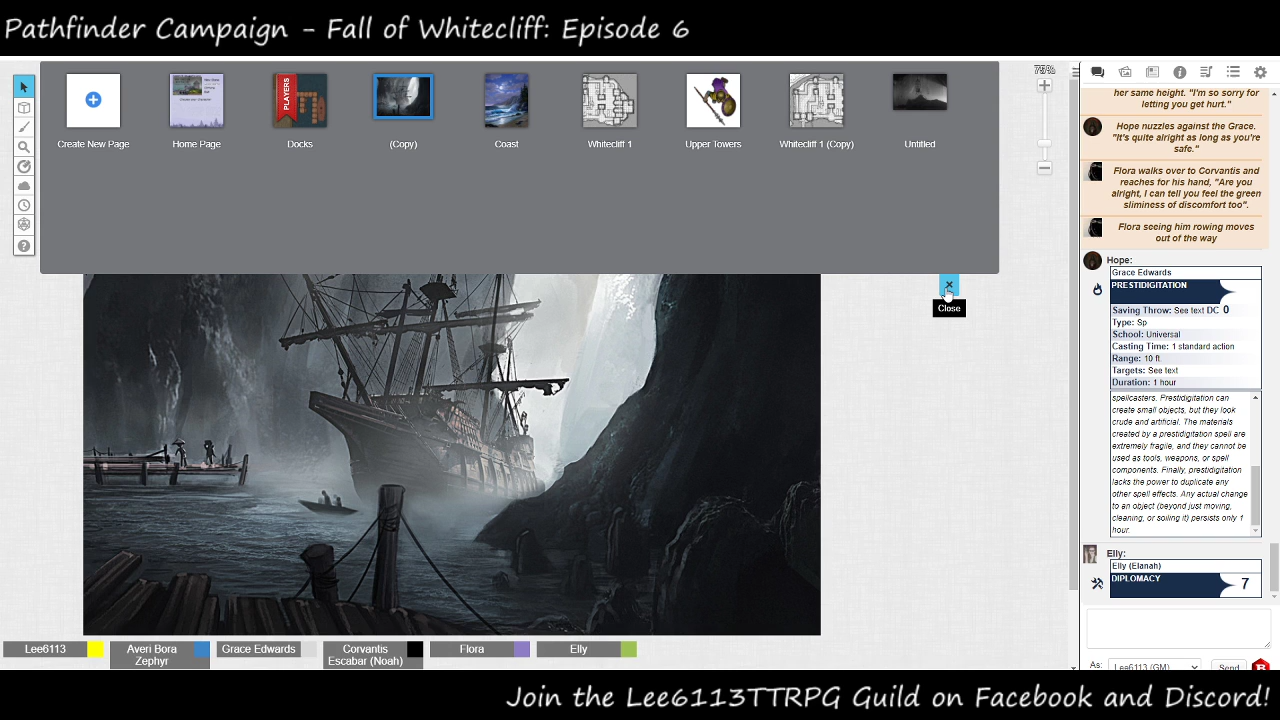 Pathfinder Campaign - Fall of Whitecliff: Episode 6
75%
PLAYERS
Create New Page
Home Page
Docks
(Copy)
Coast
Whitecliff 1
Upper Towers
Whitecliff 1 (Copy)
Untitled
Close
her same height. "I'm so sorry for
letting you get hurt."
Hope nuzzles against the Grace.
"It's quite alright as long as you're
safe."
Flora walks over to Corvantis and
reaches for his hand, "Are you
alright, I can tell you feel the green
sliminess of discomfort too".
Flora seeing him rowing moves
out of the way
Hope:
Grace Edwards
PRESTIDIGITATION
Saving Throw: See text DC 0
Type: Sp
School: Universal
Casting Time: 1 standard action
Range: 10 ft.
Targets: See text
Duration: 1 hour
spellcasters. Prestidigitation can
create small objects, but they look
crude and artificial. The materials
created by a prestidigitation spell are
extremely fragile, and they cannot be
used as tools, weapons, or spell
components. Finally, prestidigitation
lacks the power to duplicate any
other spell effects. Any actual change
to an object (beyond just moving,
cleaning, or soiling it) persists only 1
hour.
Elly:
Elly (Elanah)
DIPLOMACY 7
As: Lee6113 (GM) Send
Lee6113
Averi Bora
Zephyr
Grace Edwards
Corvantis
Escabar (Noah)
Flora
Elly
Join the Lee6113TTRPG Guild on Facebook and Discord!